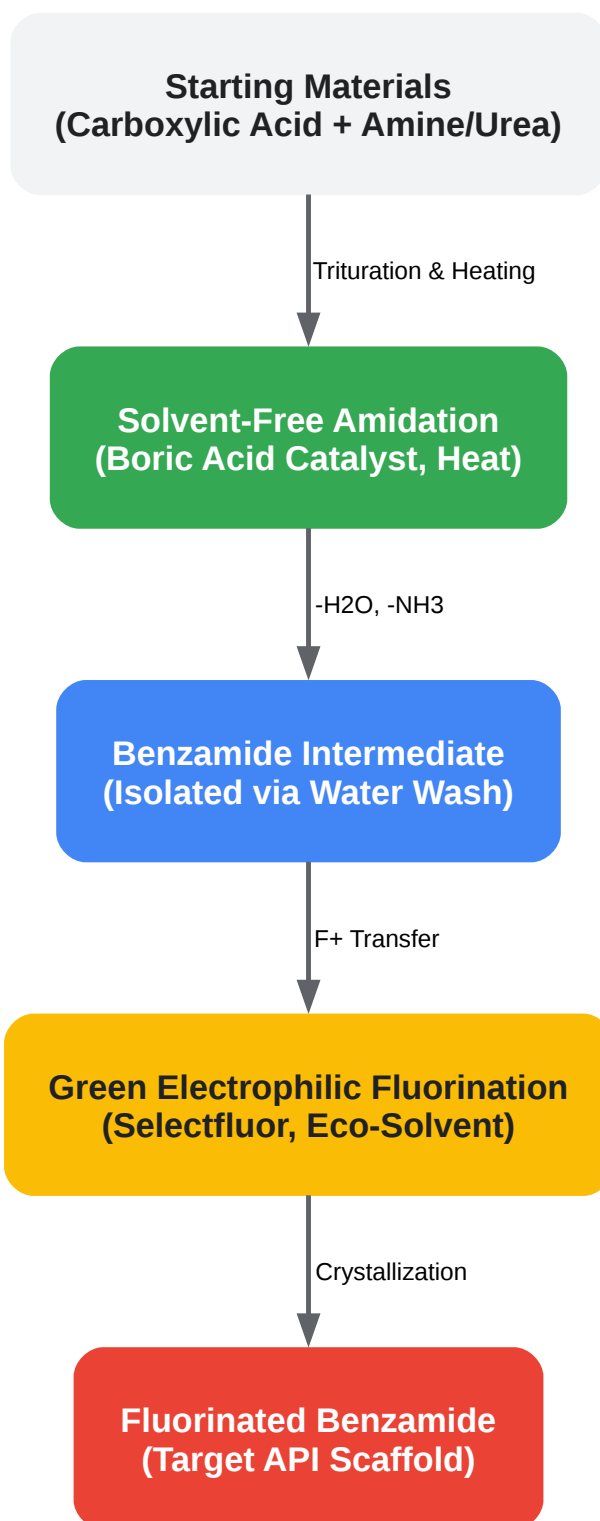 Starting Materials
(Carboxylic Acid + Amine/Urea)
Trituration & Heating
Solvent-Free Amidation
(Boric Acid Catalyst, Heat)
-H2O, -NH3
Benzamide Intermediate
(Isolated via Water Wash)
F+ Transfer
Green Electrophilic Fluorination
(Selectfluor, Eco-Solvent)
Crystallization
Fluorinated Benzamide
(Target API Scaffold)